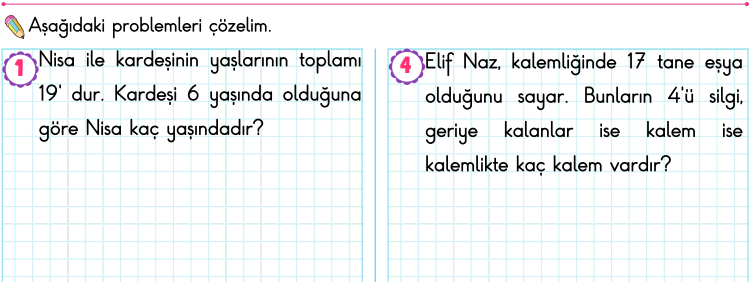 Aşağıdaki problemleri çözelim.
1
Nisa ile kardeşinin yaşlarının toplamı
19' dur. Kardeşi 6 yaşında olduğuna
göre Nisa kaç yaşındadır?
4
Elif Naz, kalemliğinde 17 tane eşya
olduğunu sayar. Bunların 4'ü silgi,
geriye kalanlar ise kalem ise
kalemlikte kaç kalem vardır?